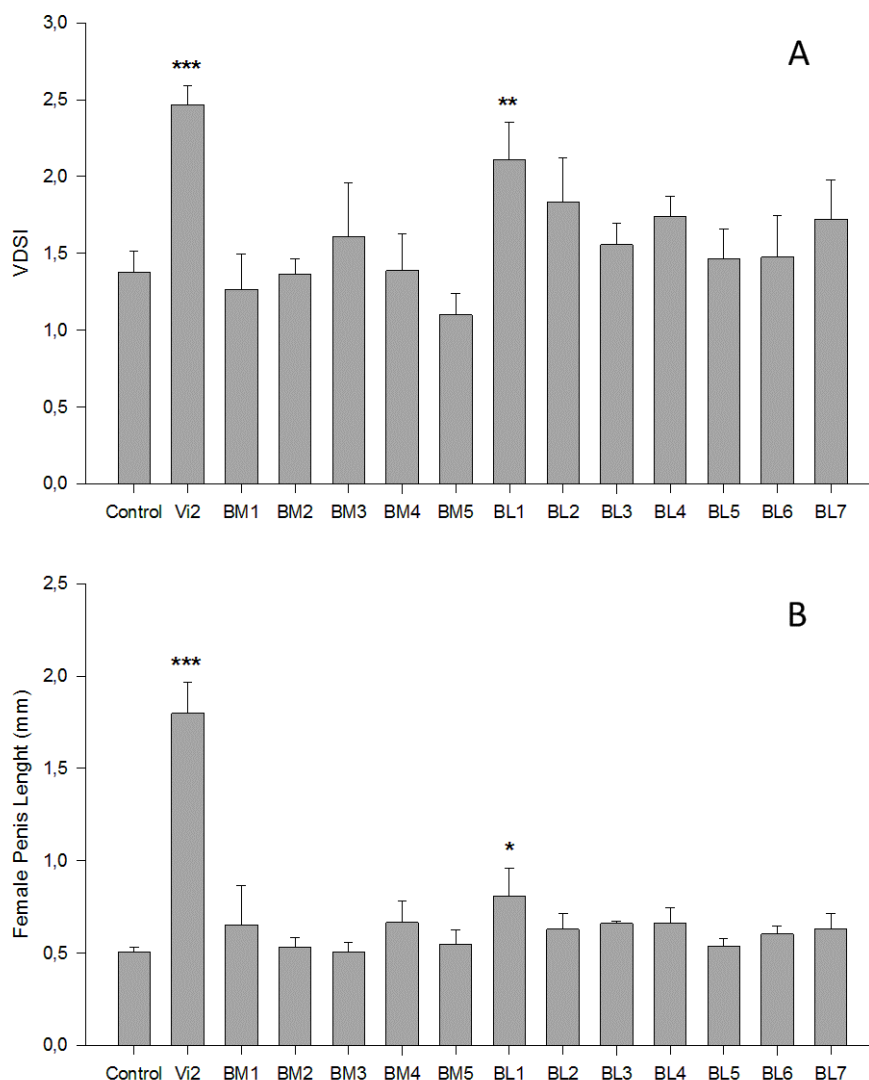 A
3,0
2,5
2,0
1,5
1,0
0,5
0,0
VDSI
***
**
Control Vi2 BM1 BM2 BM3 BM4 BM5 BL1 BL2 BL3 BL4 BL5 BL6 BL7
B
2,5
2,0
1,5
1,0
0,5
0,0
Female Penis Lenght (mm)
***
*
Control Vi2 BM1 BM2 BM3 BM4 BM5 BL1 BL2 BL3 BL4 BL5 BL6 BL7